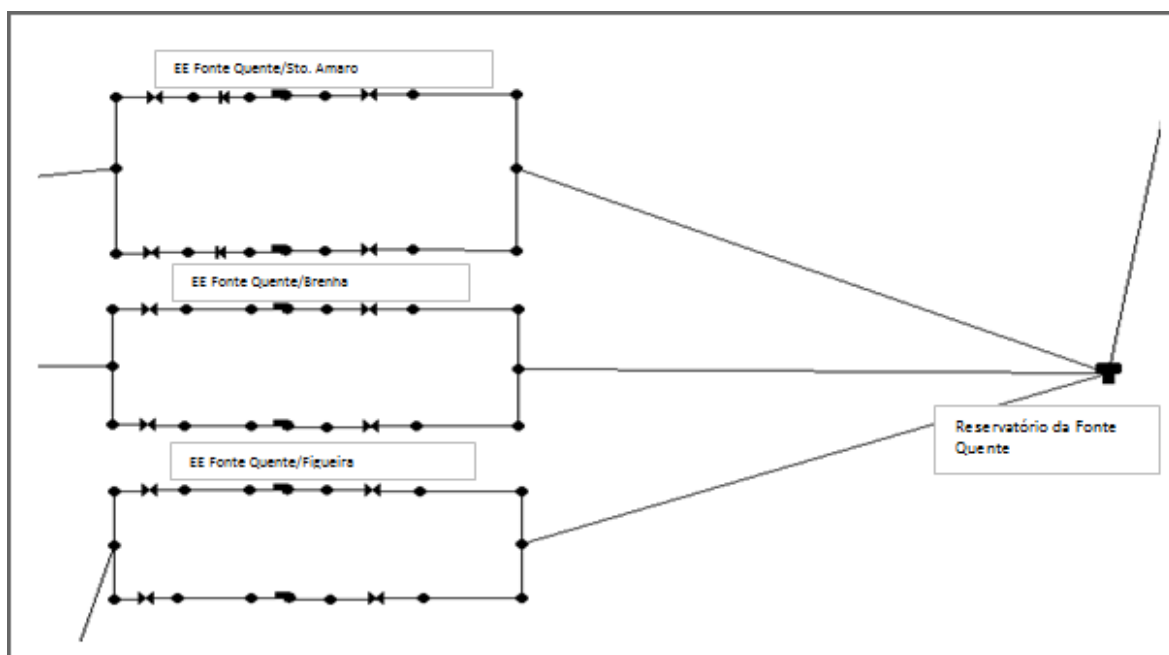 EE Fonte Quente/Sto. Amaro
EE Fonte Quente/Brenha
EE Fonte Quente/Figueira
Reservatório da Fonte
Quente